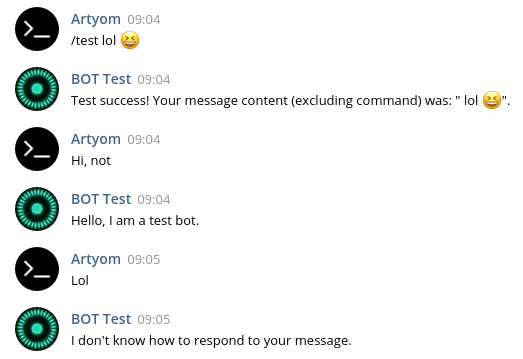 Artyom 09:04
/test lol 😆
BOT Test 09:04
Test success! Your message content (excluding command) was: " lol 😆".
Artyom 09:04
Hi, not
BOT Test 09:04
Hello, I am a test bot.
Artyom 09:05
Lol
BOT Test 09:05
I don't know how to respond to your message.